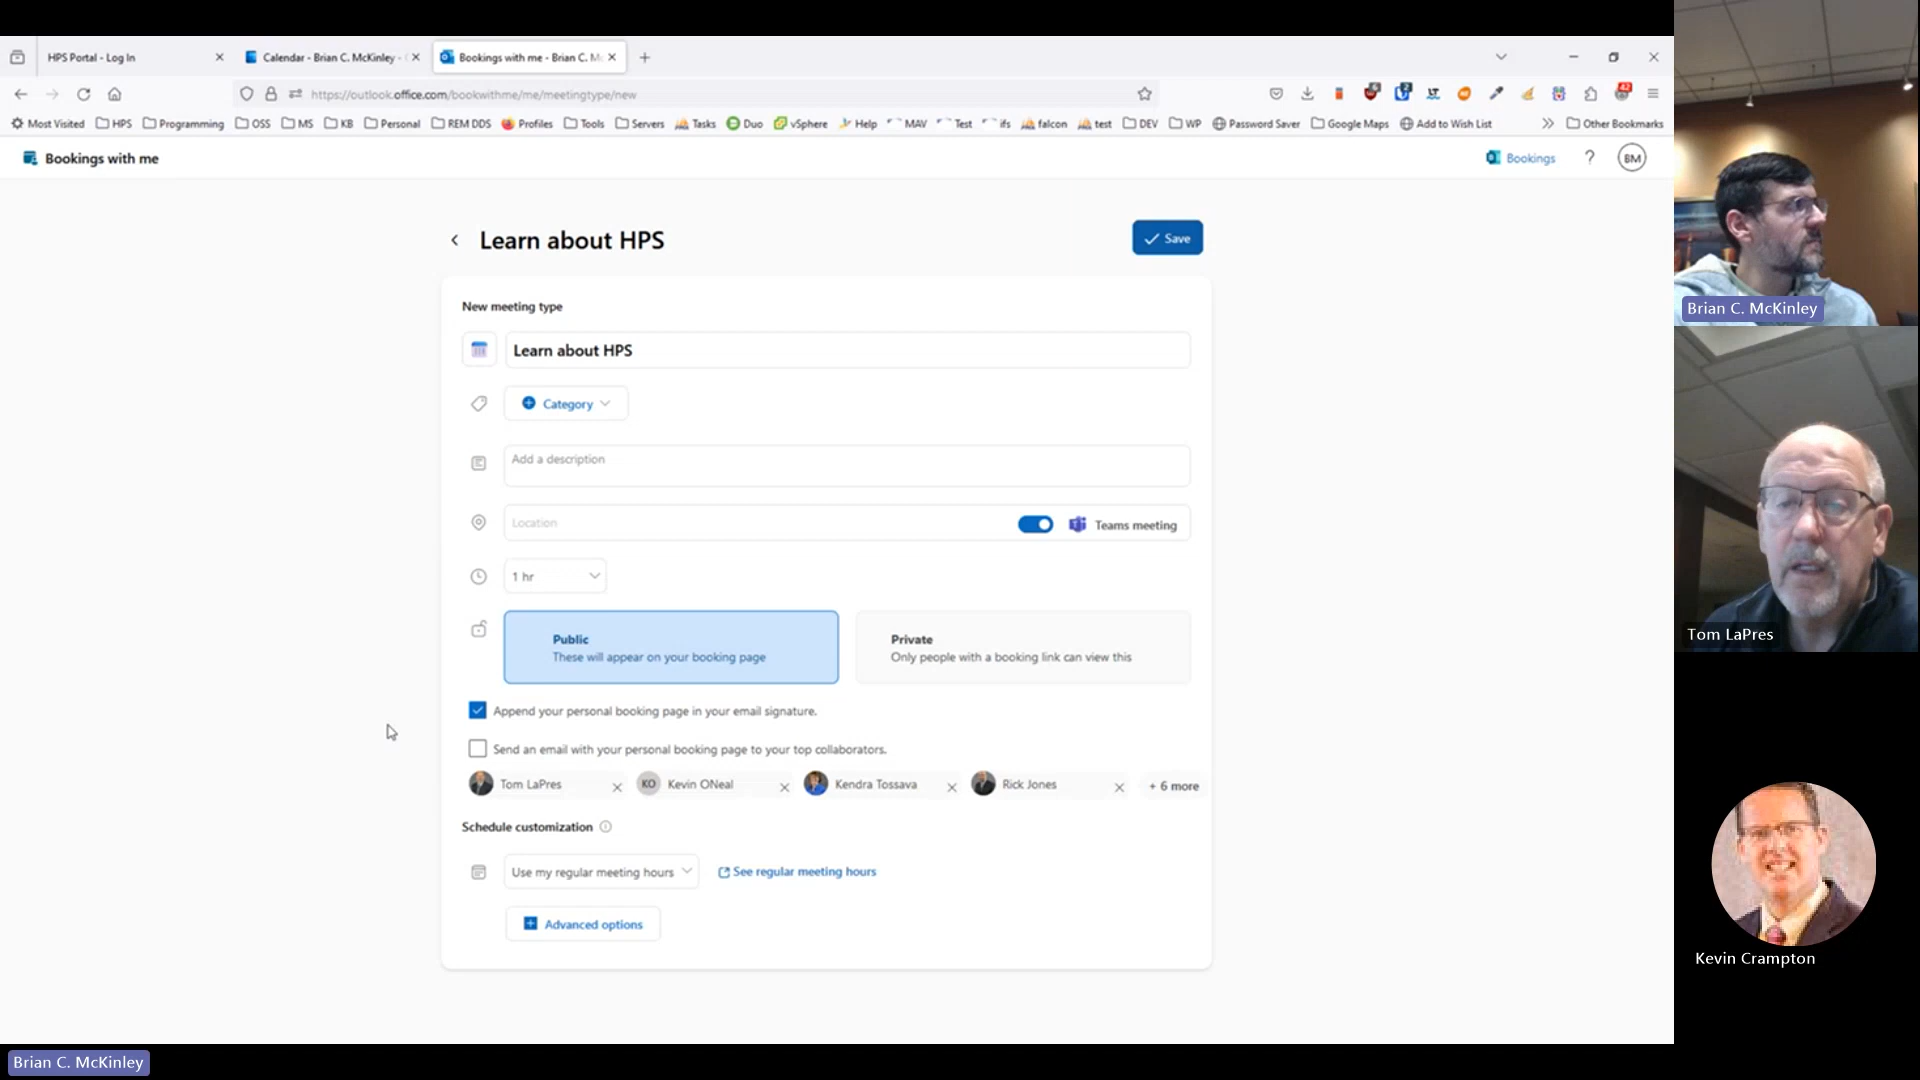 HPS Portal - Log In
Calendar - Brian C. McKinley -
Bookings with me - Brian C. Mc
https://outlook.office.com/bookwithme/me/meetingtype/new
Most Visited HPS Programming OSS MS KB Personal REM DDS Profiles Tools Servers Tasks Duo vSphere Help MAV Test ifs falcon test DEV WP Password Saver Google Maps Add to Wish List Other Bookmarks
Bookings with me
Bookings ? BM
Learn about HPS
Save
New meeting type
Learn about HPS
Category
Add a description
Location
Teams meeting
1 hr
Public
These will appear on your booking page
Private
Only people with a booking link can view this
Append your personal booking page in your email signature.
Send an email with your personal booking page to your top collaborators.
Tom LaPres KO Kevin ONeal Kendra Tossava Rick Jones + 6 more
Schedule customization
Use my regular meeting hours
See regular meeting hours
Advanced options
Brian C. McKinley
Tom LaPres
Kevin Crampton
Brian C. McKinley